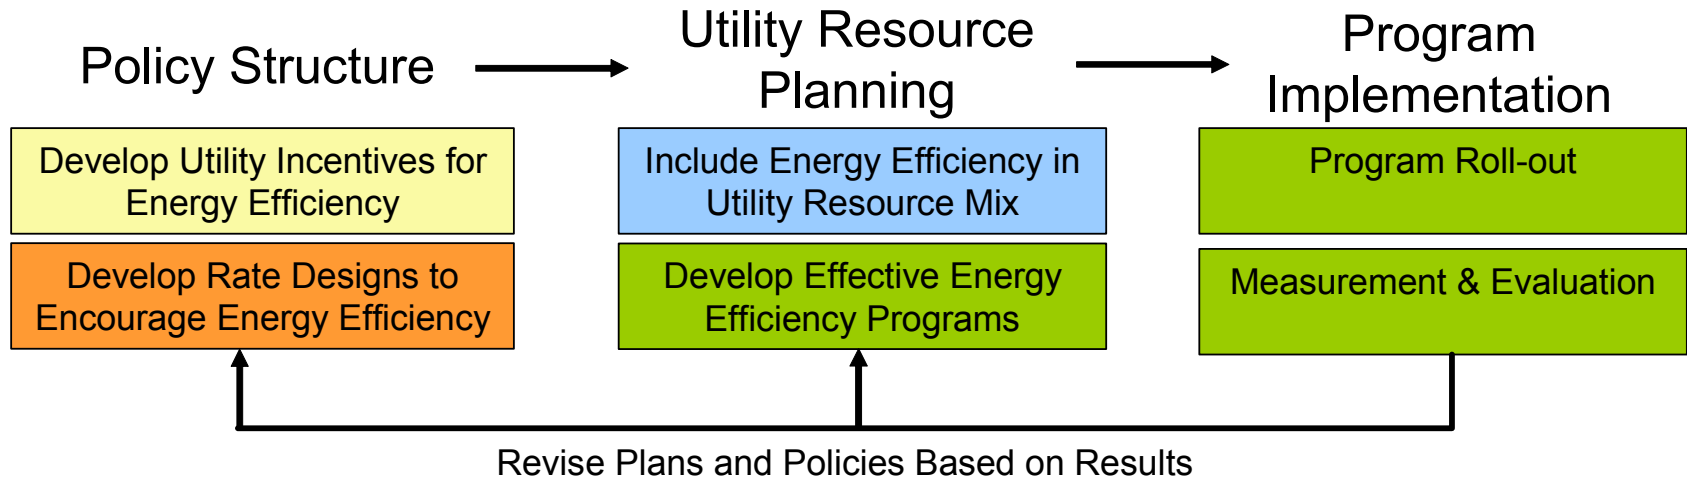 Policy Structure
Utility Resource
Planning
Program
Implementation
Develop Utility Incentives for
Energy Efficiency
Include Energy Efficiency in
Utility Resource Mix
Program Roll-out
Develop Rate Designs to
Encourage Energy Efficiency
Develop Effective Energy
Efficiency Programs
Measurement & Evaluation
Revise Plans and Policies Based on Results